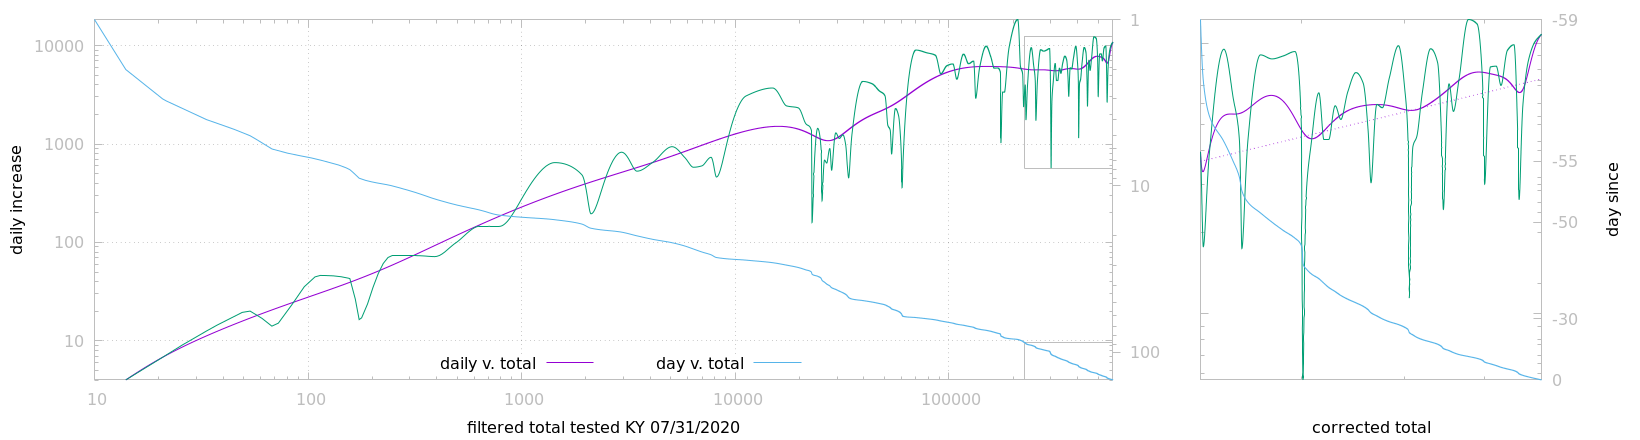 daily increase
10000
1000
100
10
10
100
1000
10000
100000
1
10
100
daily v. total
day v. total
filtered total tested KY 07/31/2020
-59
-55
-50
-30
0
day since
corrected total